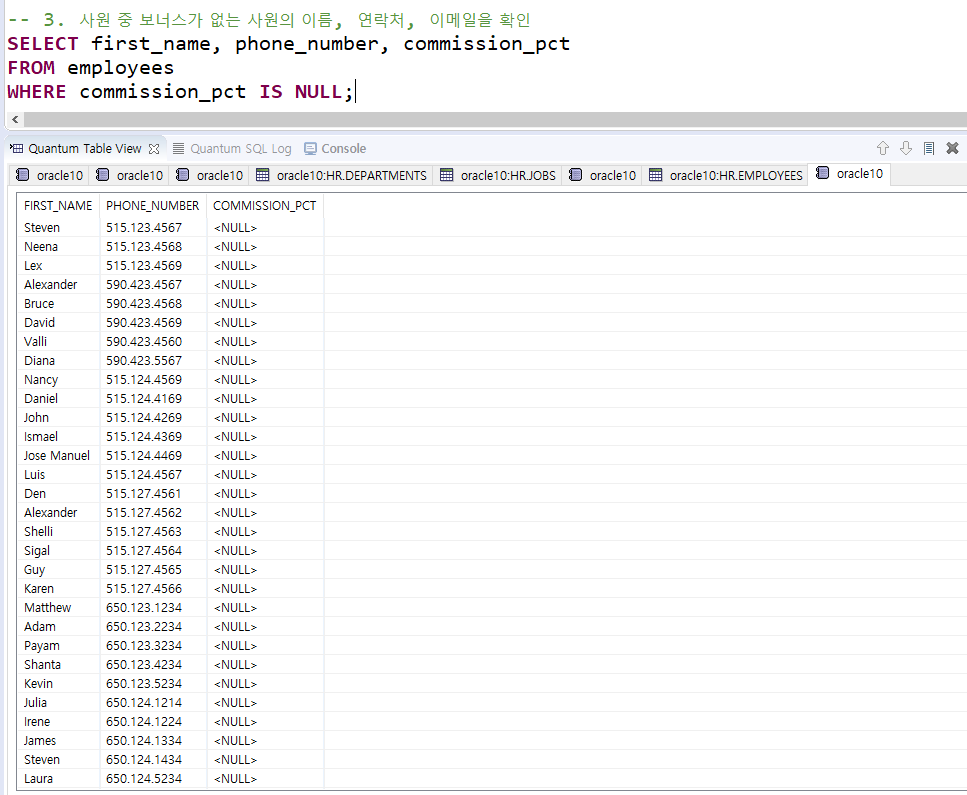 -- 3. 사원 중 보너스가 없는 사원의 이름, 연락처, 이메일을 확인
SELECT first_name, phone_number, commission_pct
FROM employees
WHERE commission_pct IS NULL;
Quantum Table View Quantum SQL Log Console
oracle10 oracle10 oracle10 oracle10:HR.DEPARTMENTS oracle10:HR.JOBS oracle10 oracle10:HR.EMPLOYEES oracle10
FIRST_NAME PHONE_NUMBER COMMISSION_PCT
Steven 515.123.4567 <NULL>
Neena 515.123.4568 <NULL>
Lex 515.123.4569 <NULL>
Alexander 590.423.4567 <NULL>
Bruce 590.423.4568 <NULL>
David 590.423.4569 <NULL>
Valli 590.423.4560 <NULL>
Diana 590.423.5567 <NULL>
Nancy 515.124.4569 <NULL>
Daniel 515.124.4169 <NULL>
John 515.124.4269 <NULL>
Ismael 515.124.4369 <NULL>
Jose Manuel 515.124.4469 <NULL>
Luis 515.124.4567 <NULL>
Den 515.127.4561 <NULL>
Alexander 515.127.4562 <NULL>
Shelli 515.127.4563 <NULL>
Sigal 515.127.4564 <NULL>
Guy 515.127.4565 <NULL>
Karen 515.127.4566 <NULL>
Matthew 650.123.1234 <NULL>
Adam 650.123.2234 <NULL>
Payam 650.123.3234 <NULL>
Shanta 650.123.4234 <NULL>
Kevin 650.123.5234 <NULL>
Julia 650.124.1214 <NULL>
Irene 650.124.1224 <NULL>
James 650.124.1334 <NULL>
Steven 650.124.1434 <NULL>
Laura 650.124.5234 <NULL>